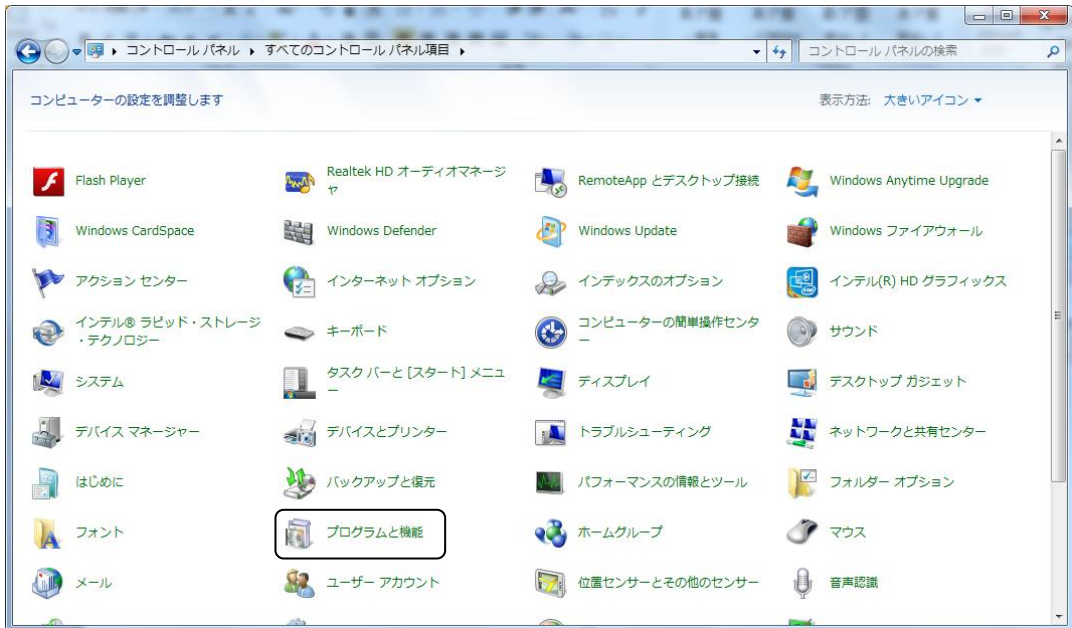 コントロール パネル ▸ すべてのコントロール パネル項目 ▸
コントロール パネルの検索
コンピューターの設定を調整します
表示方法: 大きいアイコン
Flash Player
Realtek HD オーディオマネージ
ャ
RemoteApp とデスクトップ接続
Windows Anytime Upgrade
Windows CardSpace
Windows Defender
Windows Update
Windows ファイアウォール
アクション センター
インターネット オプション
インデックスのオプション
インテル(R) HD グラフィックス
インテル® ラピッド・ストレージ
・テクノロジー
キーボード
コンピューターの簡単操作センタ
ー
サウンド
システム
タスク バーと [スタート] メニュ
ー
ディスプレイ
デスクトップ ガジェット
デバイス マネージャー
デバイスとプリンター
トラブルシューティング
ネットワークと共有センター
はじめに
バックアップと復元
パフォーマンスの情報とツール
フォルダー オプション
フォント
プログラムと機能
ホームグループ
マウス
メール
ユーザー アカウント
位置センサーとその他のセンサー
音声認識